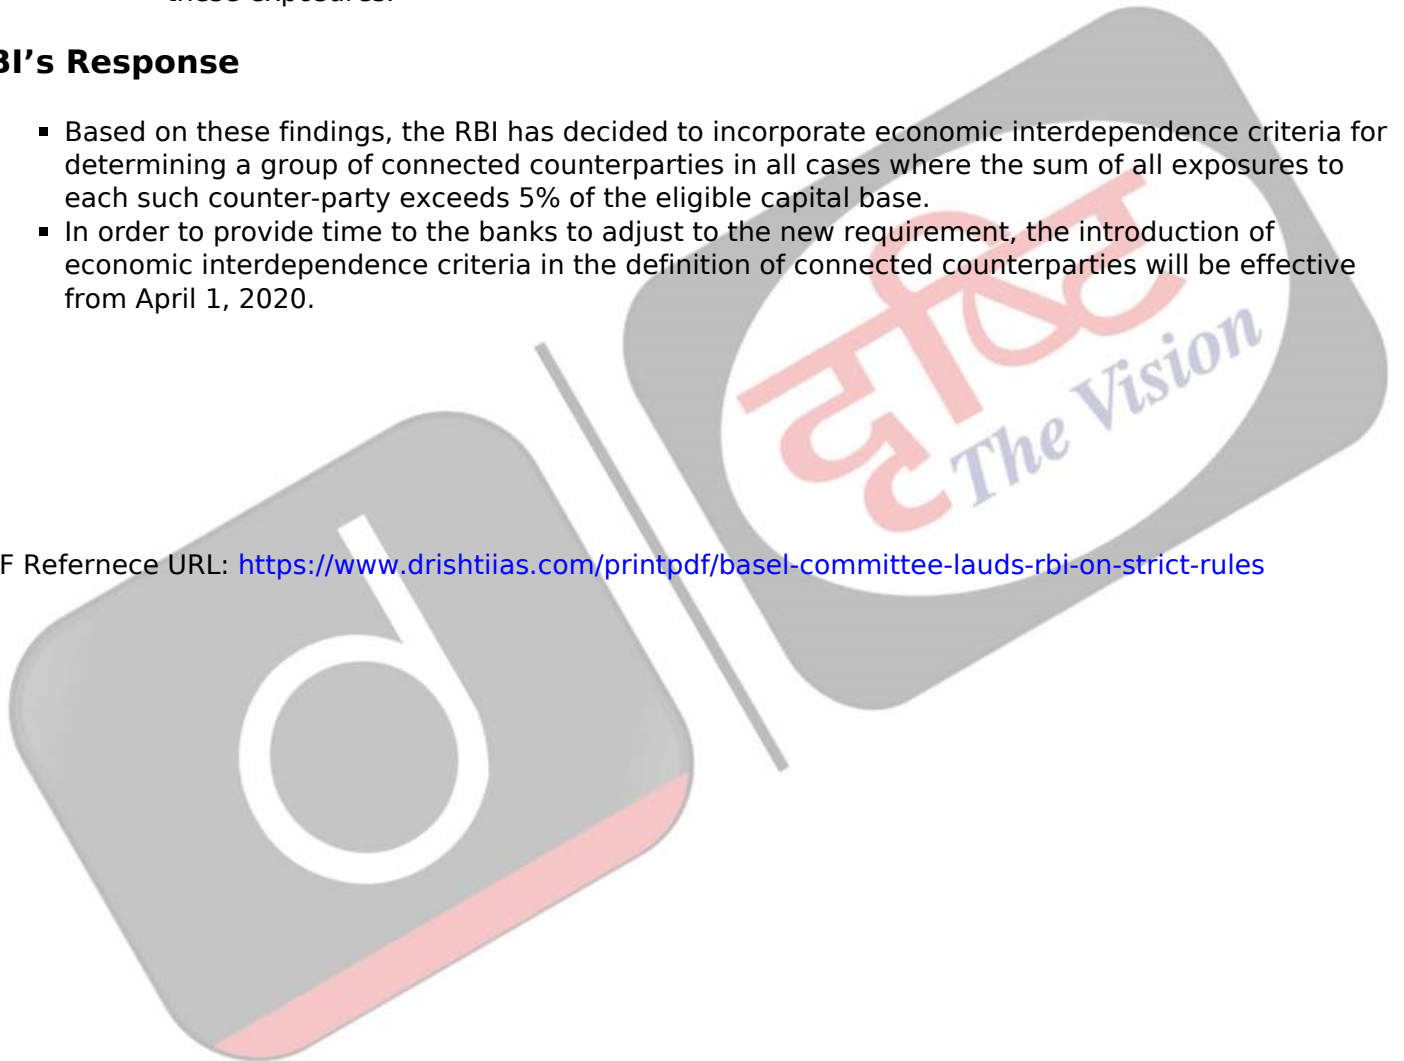 these exposures.
BI’s Response
▪ Based on these findings, the RBI has decided to incorporate economic interdependence criteria for
determining a group of connected counterparties in all cases where the sum of all exposures to
each such counter-party exceeds 5% of the eligible capital base.
▪ In order to provide time to the banks to adjust to the new requirement, the introduction of
economic interdependence criteria in the definition of connected counterparties will be effective
from April 1, 2020.
दृष्टि
The Vision
F Refernece URL: https://www.drishtiias.com/printpdf/basel-committee-lauds-rbi-on-strict-rules
d